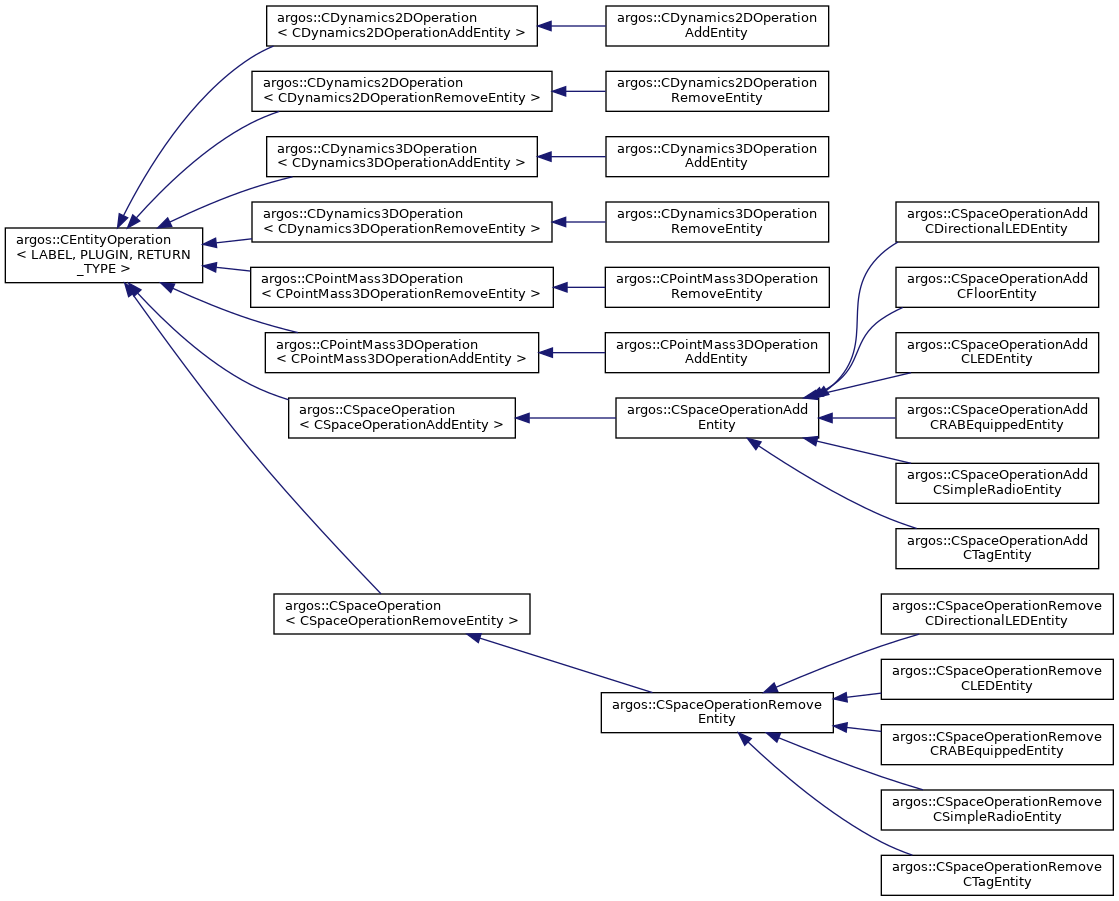 argos::CDynamics2DOperation
< CDynamics2DOperationAddEntity >
argos::CDynamics2DOperation
AddEntity
argos::CDynamics2DOperation
< CDynamics2DOperationRemoveEntity >
argos::CDynamics2DOperation
RemoveEntity
argos::CDynamics3DOperation
< CDynamics3DOperationAddEntity >
argos::CDynamics3DOperation
AddEntity
argos::CDynamics3DOperation
< CDynamics3DOperationRemoveEntity >
argos::CDynamics3DOperation
RemoveEntity
argos::CEntityOperation
< LABEL, PLUGIN, RETURN
_TYPE >
argos::CPointMass3DOperation
< CPointMass3DOperationRemoveEntity >
argos::CPointMass3DOperation
RemoveEntity
argos::CPointMass3DOperation
< CPointMass3DOperationAddEntity >
argos::CPointMass3DOperation
AddEntity
argos::CSpaceOperation
< CSpaceOperationAddEntity >
argos::CSpaceOperationAdd
Entity
argos::CSpaceOperationAdd
CDirectionalLEDEntity
argos::CSpaceOperationAdd
CFloorEntity
argos::CSpaceOperationAdd
CLEDEntity
argos::CSpaceOperationAdd
CRABEquippedEntity
argos::CSpaceOperationAdd
CSimpleRadioEntity
argos::CSpaceOperationAdd
CTagEntity
argos::CSpaceOperation
< CSpaceOperationRemoveEntity >
argos::CSpaceOperationRemove
Entity
argos::CSpaceOperationRemove
CDirectionalLEDEntity
argos::CSpaceOperationRemove
CLEDEntity
argos::CSpaceOperationRemove
CRABEquippedEntity
argos::CSpaceOperationRemove
CSimpleRadioEntity
argos::CSpaceOperationRemove
CTagEntity